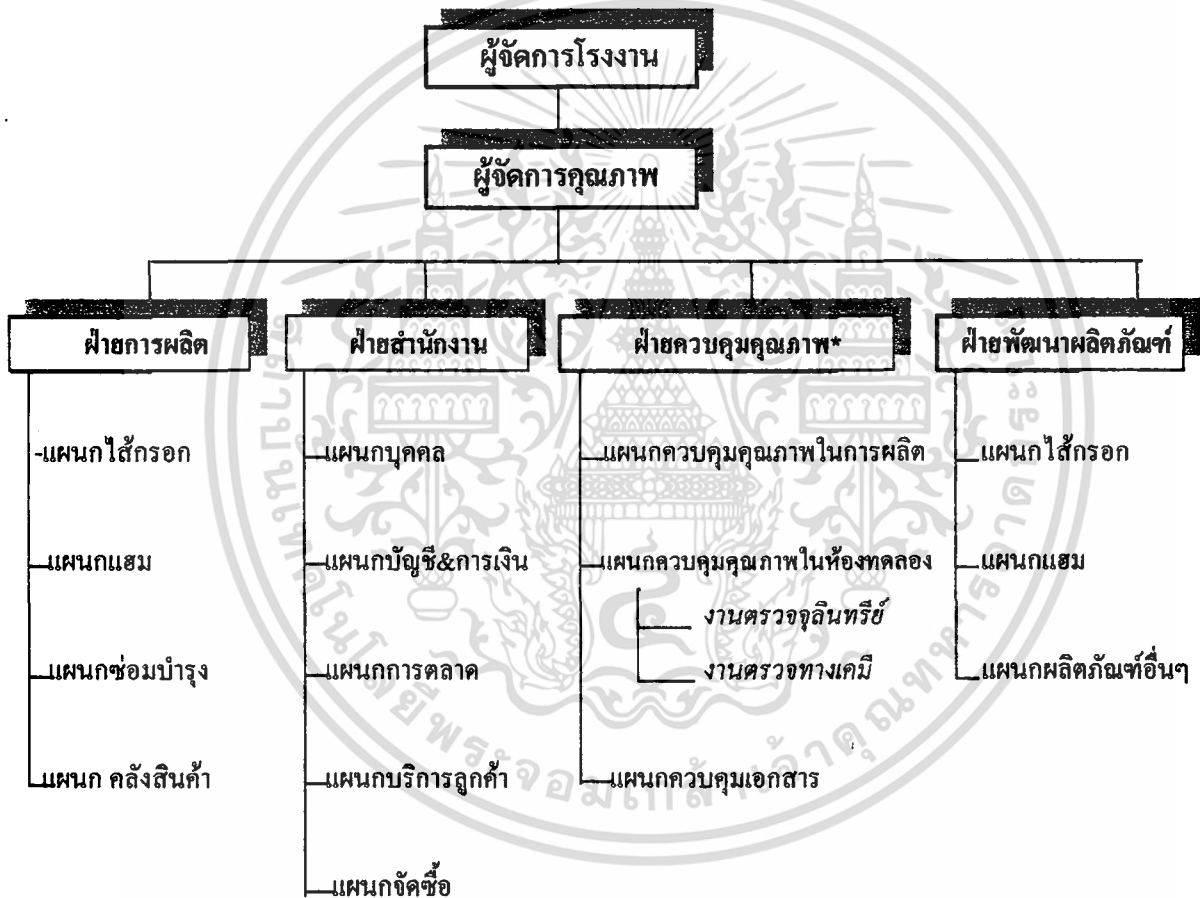 ผู้จัดการโรงงาน
ผู้จัดการคุณภาพ
ฝ่ายการผลิต
-แผนกไส้กรอก
แผนกแฮม
แผนกซ่อมบำรุง
แผนก คลังสินค้า
ฝ่ายสำนักงาน
แผนกบุคคล
แผนกบัญชี&การเงิน
แผนกการตลาด
แผนกบริการลูกค้า
แผนกจัดซื้อ
ฝ่ายควบคุมคุณภาพ*
แผนกควบคุมคุณภาพในการผลิต
แผนกควบคุมคุณภาพในห้องทดลอง
งานตรวจจุลินทรีย์
งานตรวจทางเคมี
แผนกควบคุมเอกสาร
ฝ่ายพัฒนาผลิตภัณฑ์
แผนกไส้กรอก
แผนกแฮม
แผนกผลิตภัณฑ์อื่นๆ